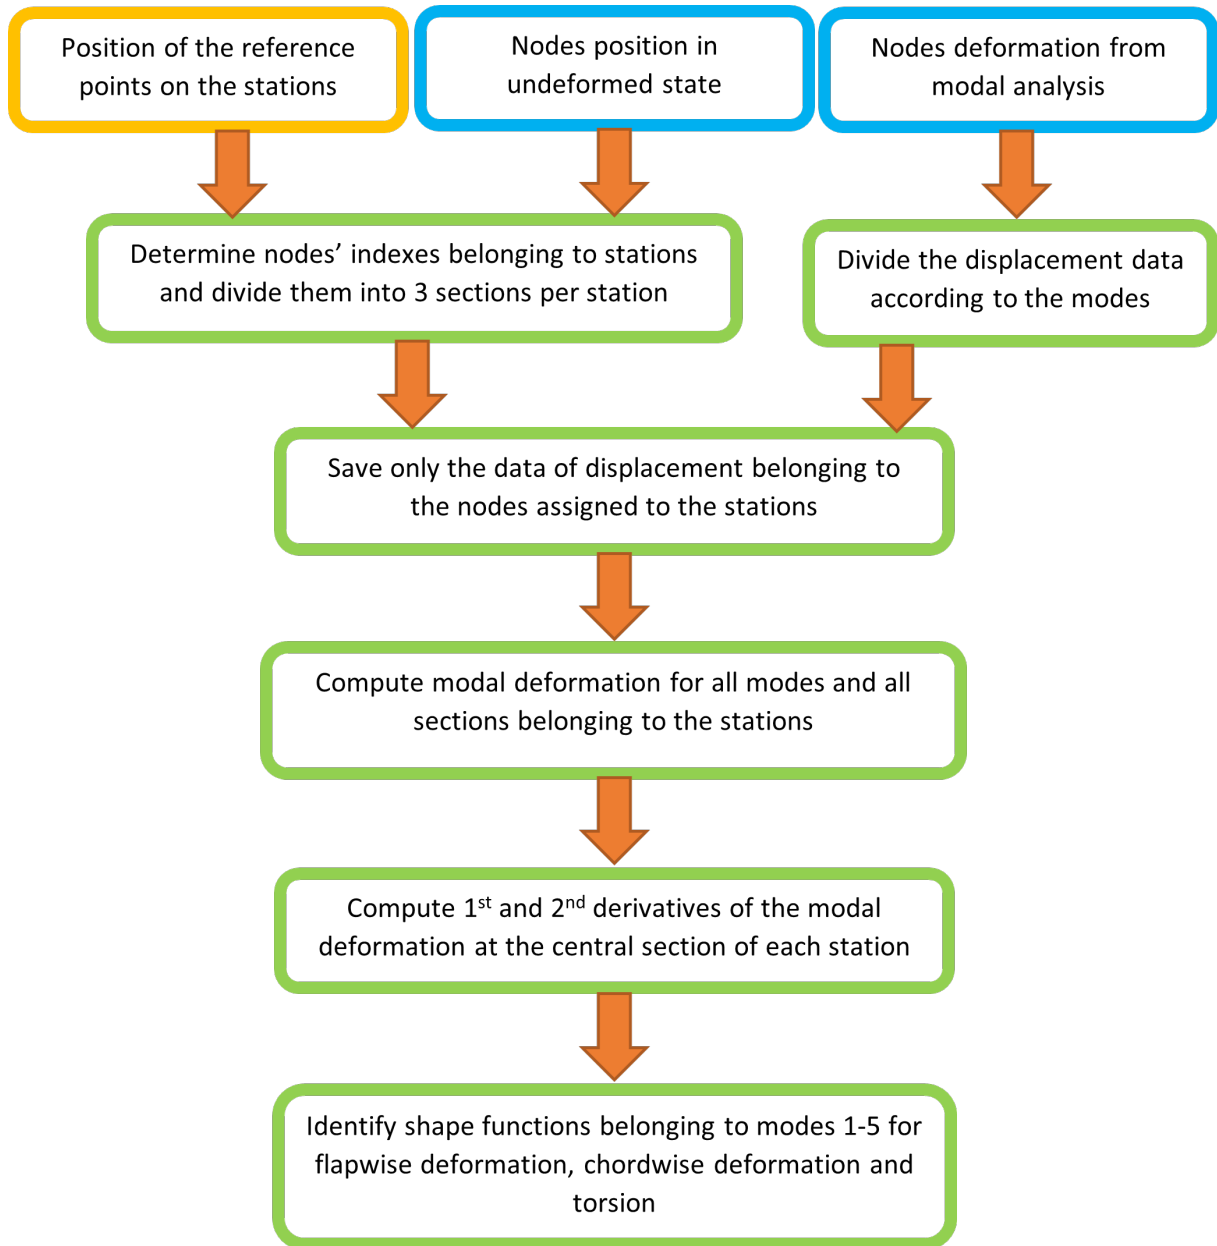 Position of the reference
points on the stations
Nodes position in
undeformed state
Nodes deformation from
modal analysis
Determine nodes’ indexes belonging to stations
and divide them into 3 sections per station
Divide the displacement data
according to the modes
Save only the data of displacement belonging to
the nodes assigned to the stations
Compute modal deformation for all modes and all
sections belonging to the stations
Compute 1st and 2nd derivatives of the modal
deformation at the central section of each station
Identify shape functions belonging to modes 1-5 for
flapwise deformation, chordwise deformation and
torsion